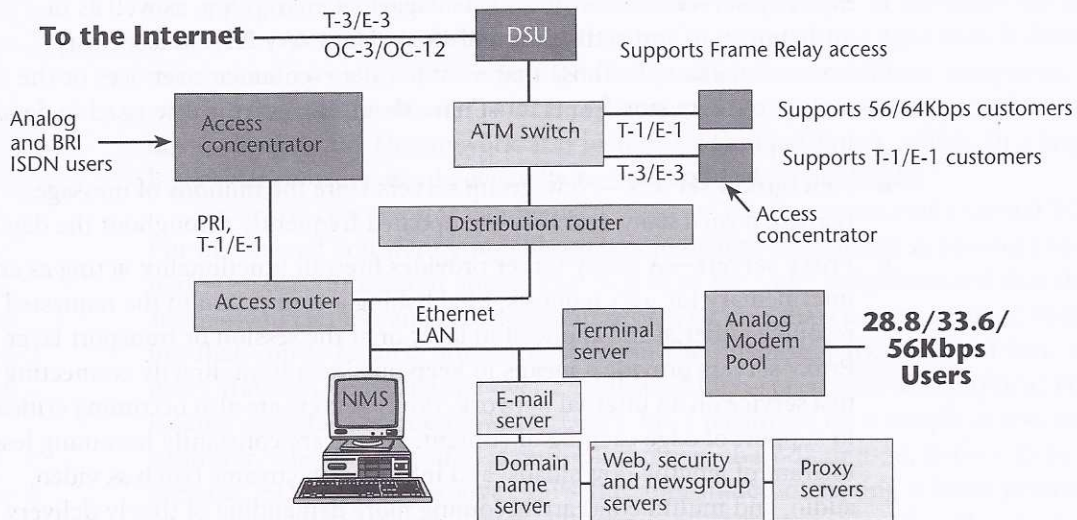 To the Internet
T-3/E-3
OC-3/OC-12
DSU
Supports Frame Relay access
Analog
and BRI
ISDN users
Access
concentrator
ATM switch
T-1/E-1
T-3/E-3
Supports 56/64Kbps customers
Supports T-1/E-1 customers
Access
concentrator
PRI,
T-1/E-1
Distribution router
Access router
Ethernet
LAN
Terminal
server
Analog
Modem
Pool
28.8/33.6/
56Kbps
Users
NMS
E-mail
server
Domain
name
server
Web, security
and newsgroup
servers
Proxy
servers